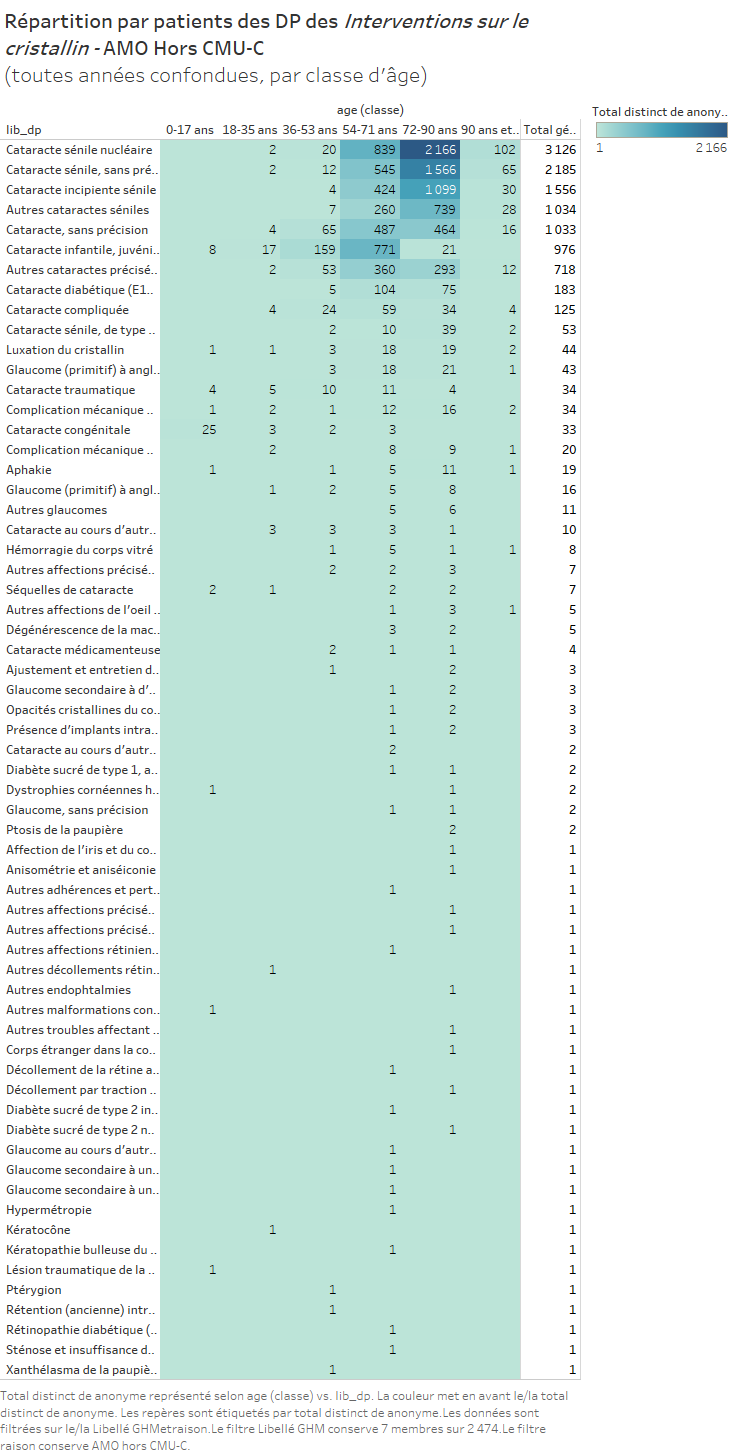 Répartition par patients des DP des Interventions sur le
cristallin - AMO Hors CMU-C
(toutes années confondues, par classe d'âge)
age (classe)
Total distinct de anony..
lib_dp 0-17 ans 18-35 ans 36-53 ans 54-71 ans 72-90 ans 90 ans et.. Total gé..
1 2 166
Cataracte sénile nucléaire 2 20 839 2 166 102 3 126
Cataracte sénile, sans pré.. 2 12 545 1 566 65 2 185
Cataracte incipiente sénile 4 424 1 099 30 1 556
Autres cataractes séniles 7 260 739 28 1 034
Cataracte, sans précision 4 65 487 464 16 1 033
Cataracte infantile, juvéni.. 8 17 159 771 21 976
Autres cataractes précisé.. 2 53 360 293 12 718
Cataracte diabétique (E1.. 5 104 75 183
Cataracte compliquée 4 24 59 34 4 125
Cataracte sénile, de type .. 2 10 39 2 53
Luxation du cristallin 1 1 3 18 19 2 44
Glaucome (primitif) à angl.. 3 18 21 1 43
Cataracte traumatique 4 5 10 11 4 34
Complication mécanique .. 1 2 1 12 16 2 34
Cataracte congénitale 25 3 2 3 33
Complication mécanique .. 2 8 9 1 20
Aphakie 1 1 5 11 1 19
Glaucome (primitif) à angl.. 1 2 5 8 16
Autres glaucomes 5 6 11
Cataracte au cours d'autr.. 3 3 3 1 10
Hémorragie du corps vitré 1 5 1 1 8
Autres affections précisé.. 2 2 3 7
Séquelles de cataracte 2 1 2 2 7
Autres affections de l'oeil .. 1 3 1 5
Dégénérescence de la mac.. 3 2 5
Cataracte médicamenteuse 2 1 1 4
Ajustement et entretien d.. 1 2 3
Glaucome secondaire à d'.. 1 2 3
Opacités cristallines du co.. 1 2 3
Présence d'implants intra.. 1 2 3
Cataracte au cours d'autr.. 2 2
Diabète sucré de type 1, a.. 1 1 2
Dystrophies cornéennes h.. 1 1 2
Glaucome, sans précision 1 1 2
Ptosis de la paupière 2 2
Affection de l'iris et du co.. 1 1
Anisométrie et aniséiconie 1 1
Autres adhérences et pert.. 1 1
Autres affections précisé.. 1 1
Autres affections précisé.. 1 1
Autres affections rétinien.. 1 1
Autres décollements rétin.. 1 1
Autres endophtalmies 1 1
Autres malformations con.. 1 1
Autres troubles affectant .. 1 1
Corps étranger dans la co.. 1 1
Décollement de la rétine a.. 1 1
Décollement par traction .. 1 1
Diabète sucré de type 2 in.. 1 1
Diabète sucré de type 2 n.. 1 1
Glaucome au cours d'autr.. 1 1
Glaucome secondaire à un.. 1 1
Glaucome secondaire à un.. 1 1
Hypermétropie 1 1
Kératocône 1 1
Kératopathie bulleuse du .. 1 1
Lésion traumatique de la .. 1 1
Ptérygion 1 1
Rétention (ancienne) intr.. 1 1
Rétinopathie diabétique (.. 1 1
Sténose et insuffisance d.. 1 1
Xanthélasma de la paupiè.. 1 1
Total distinct de anonyme représenté selon age (classe) vs. lib_dp. La couleur met en avant le/la total
distinct de anonyme. Les repères sont étiquetés par total distinct de anonyme.Les données sont
filtrées sur le/la Libellé GHMetraison.Le filtre Libellé GHM conserve 7 membres sur 2 474.Le filtre
raison conserve AMO hors CMU-C.